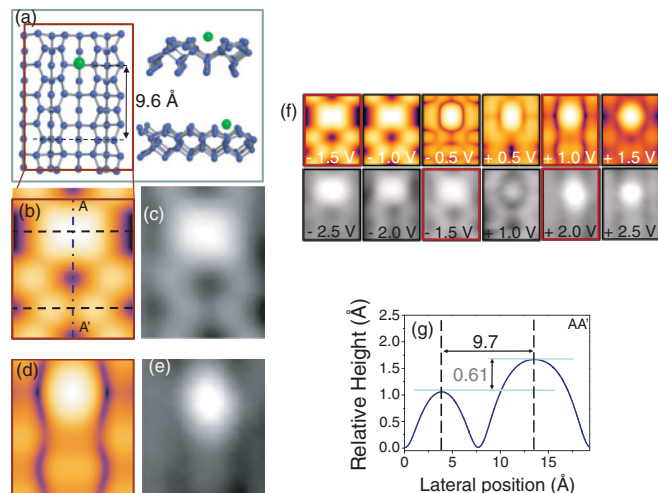 (a)
9.6 Å
(b)
A
A'
(c)
(d)
(e)
(f)
- 1.5 V
- 1.0 V
- 0.5 V
+ 0.5 V
+ 1.0 V
+ 1.5 V
- 2.5 V
- 2.0 V
- 1.5 V
+ 1.0 V
+ 2.0 V
+ 2.5 V
(g)
AA'
9.7
0.61
Relative Height (Å)
2.5
2.0
1.5
1.0
0.5
0.0
0
5
10
15
Lateral position (Å)